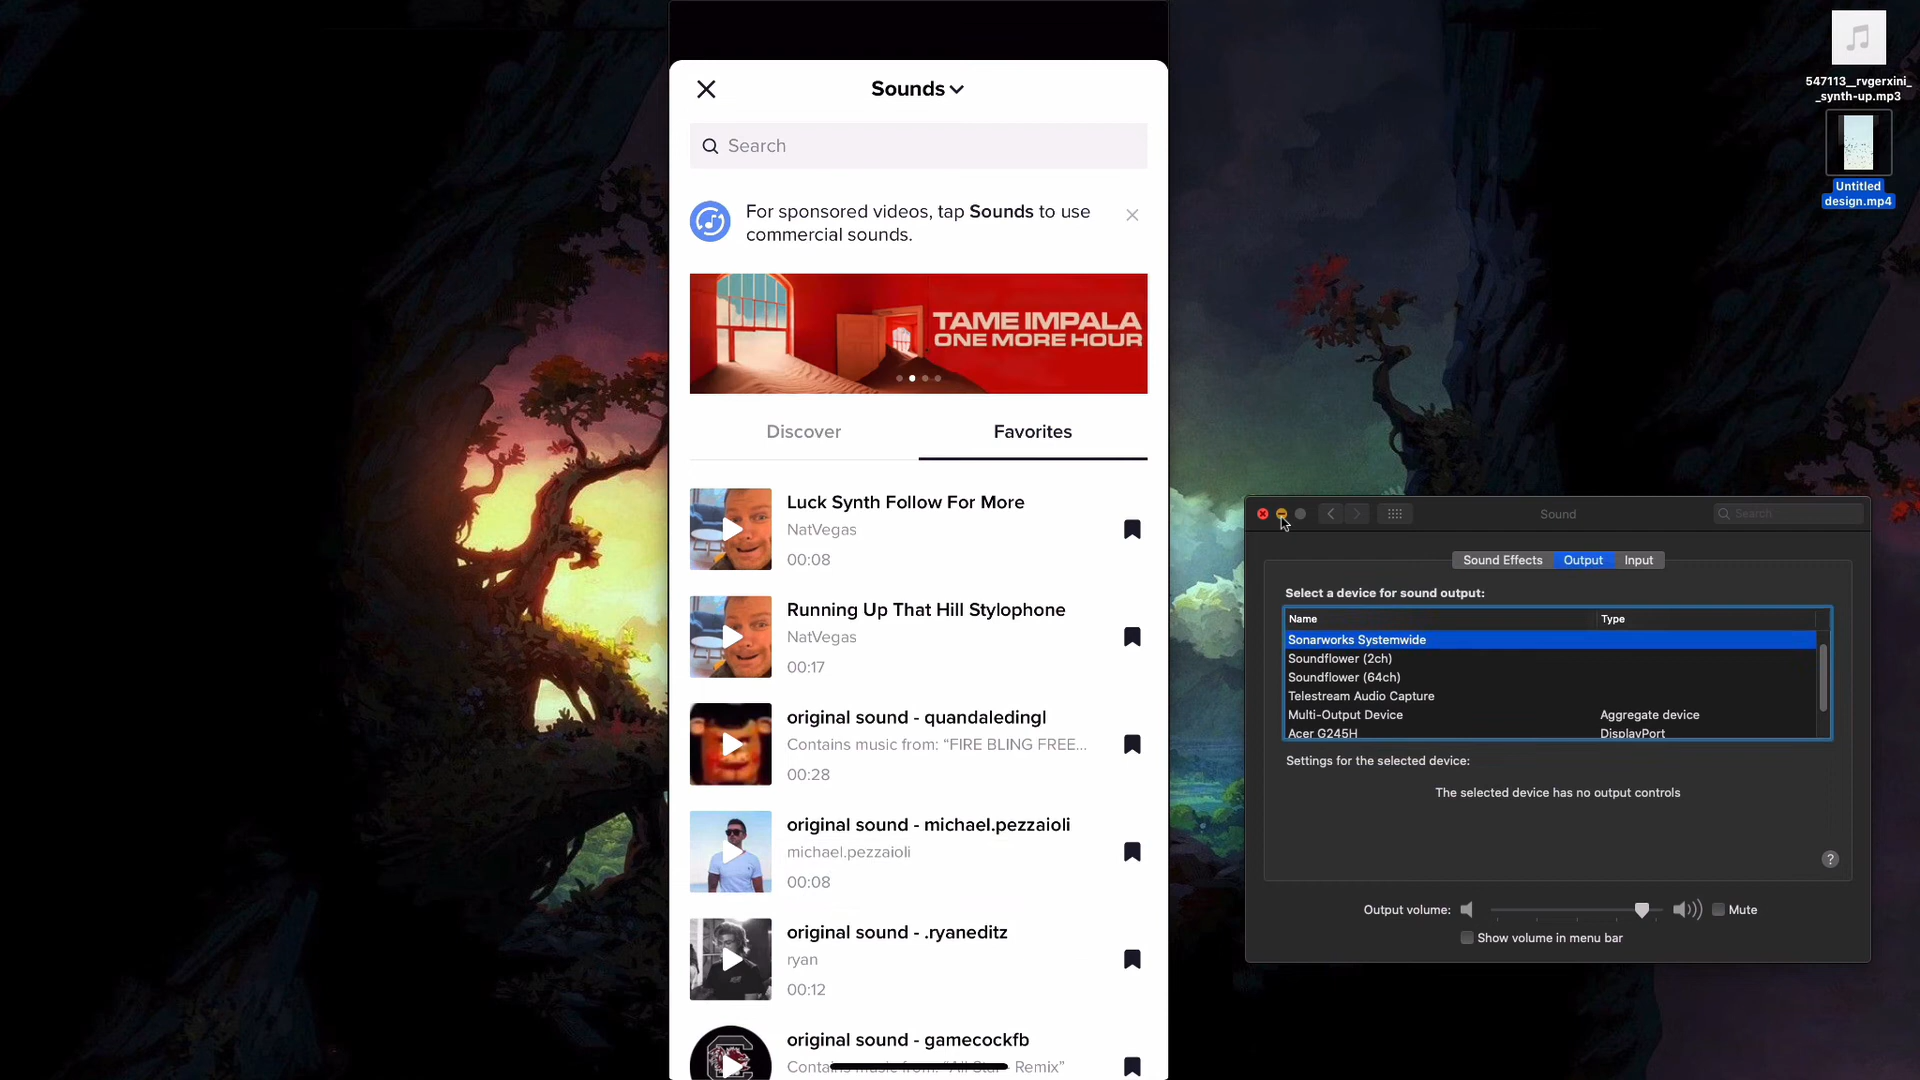 Sounds
Search
For sponsored videos, tap Sounds to use
commercial sounds.
TAME IMPALA
ONE MORE HOUR
Discover
Favorites
Luck Synth Follow For More
NatVegas
00:08
Running Up That Hill Stylophone
NatVegas
00:17
original sound - quandaledingl
Contains music from: “FIRE BLING FREE...
00:28
original sound - michael.pezzaioli
michael.pezzaioli
00:08
original sound - .ryaneditz
ryan
00:12
original sound - gamecockfb
Contains music from: “All Star - Remix”
547113__rvgerxini_
_synth-up.mp3
Untitled
design.mp4
Sound
Search
Sound Effects
Output
Input
Select a device for sound output:
Name
Type
Sonarworks Systemwide
Soundflower (2ch)
Soundflower (64ch)
Telestream Audio Capture
Multi-Output Device
Aggregate device
Acer G245H
DisplayPort
Settings for the selected device:
The selected device has no output controls
?
Output volume:
Mute
Show volume in menu bar